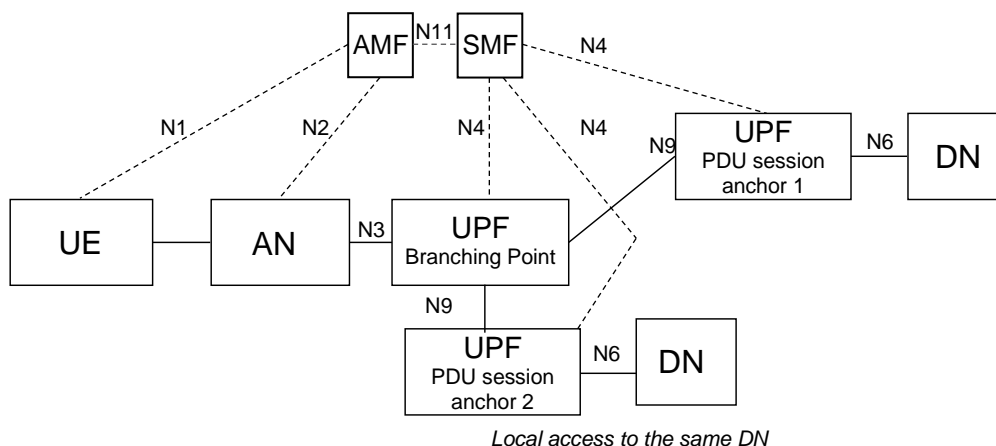 AMF
N11
SMF
N4
N1
N2
N4
N4
UPF
PDU session
anchor 1
N9
N6
DN
UE
AN
N3
UPF
Branching Point
N9
UPF
PDU session
anchor 2
N6
DN
Local access to the same DN